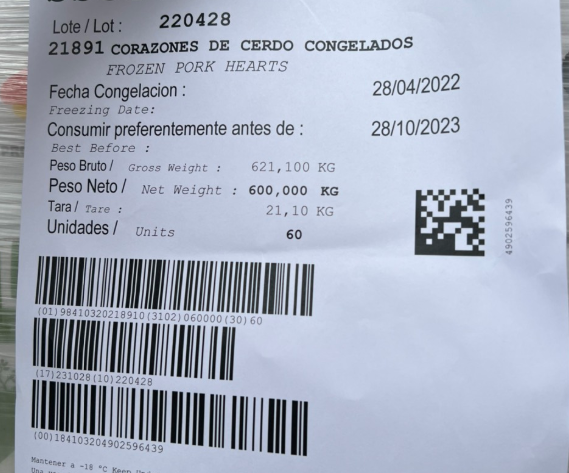 Lote / Lot : 220428
21891 CORAZONES DE CERDO CONGELADOS
FROZEN PORK HEARTS
Fecha Congelacion : 28/04/2022
Freezing Date:
Consumir preferentemente antes de : 28/10/2023
Best Before :
Peso Bruto / Gross Weight : 621,100 KG
Peso Neto / Net Weight : 600,000 KG
Tara / Tare : 21,10 KG
Unidades / Units 60
4902596439
(01)98410320218910(3102)060000(30)60
(17)231028(10)220428
(00)184103204902596439
Mantener a -18 °C Keep